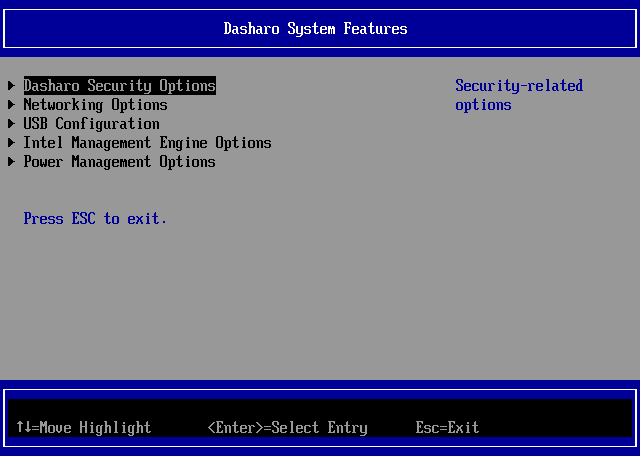 Dasharo System Features
Dasharo Security Options
Networking Options
USB Configuration
Intel Management Engine Options
Power Management Options
Security-related
options
Press ESC to exit.
↑↓=Move Highlight <Enter>=Select Entry Esc=Exit